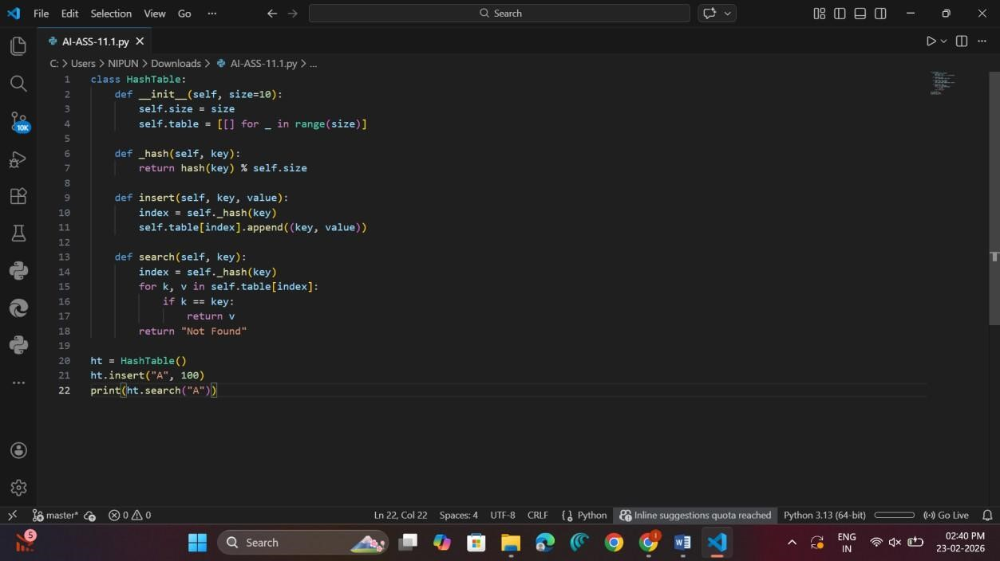 File Edit Selection View Go ··· Search
AI-ASS-11.1.py
C: > Users > NIPUN > Downloads > AI-ASS-11.1.py > ...
1 class HashTable:
2     def __init__(self, size=10):
3         self.size = size
4         self.table = [[] for _ in range(size)]
5
6     def _hash(self, key):
7         return hash(key) % self.size
8
9     def insert(self, key, value):
10         index = self._hash(key)
11         self.table[index].append((key, value))
12
13     def search(self, key):
14         index = self._hash(key)
15         for k, v in self.table[index]:
16             if k == key:
17                 return v
18         return "Not Found"
19
20 ht = HashTable()
21 ht.insert("A", 100)
22 print(ht.search("A"))
10K
master* 0 0 Ln 22, Col 22 Spaces: 4 UTF-8 CRLF {} Python Inline suggestions quota reached Python 3.13 (64-bit) Go Live
5 Search 1 W ENG 02:40 PM
IN 23-02-2026